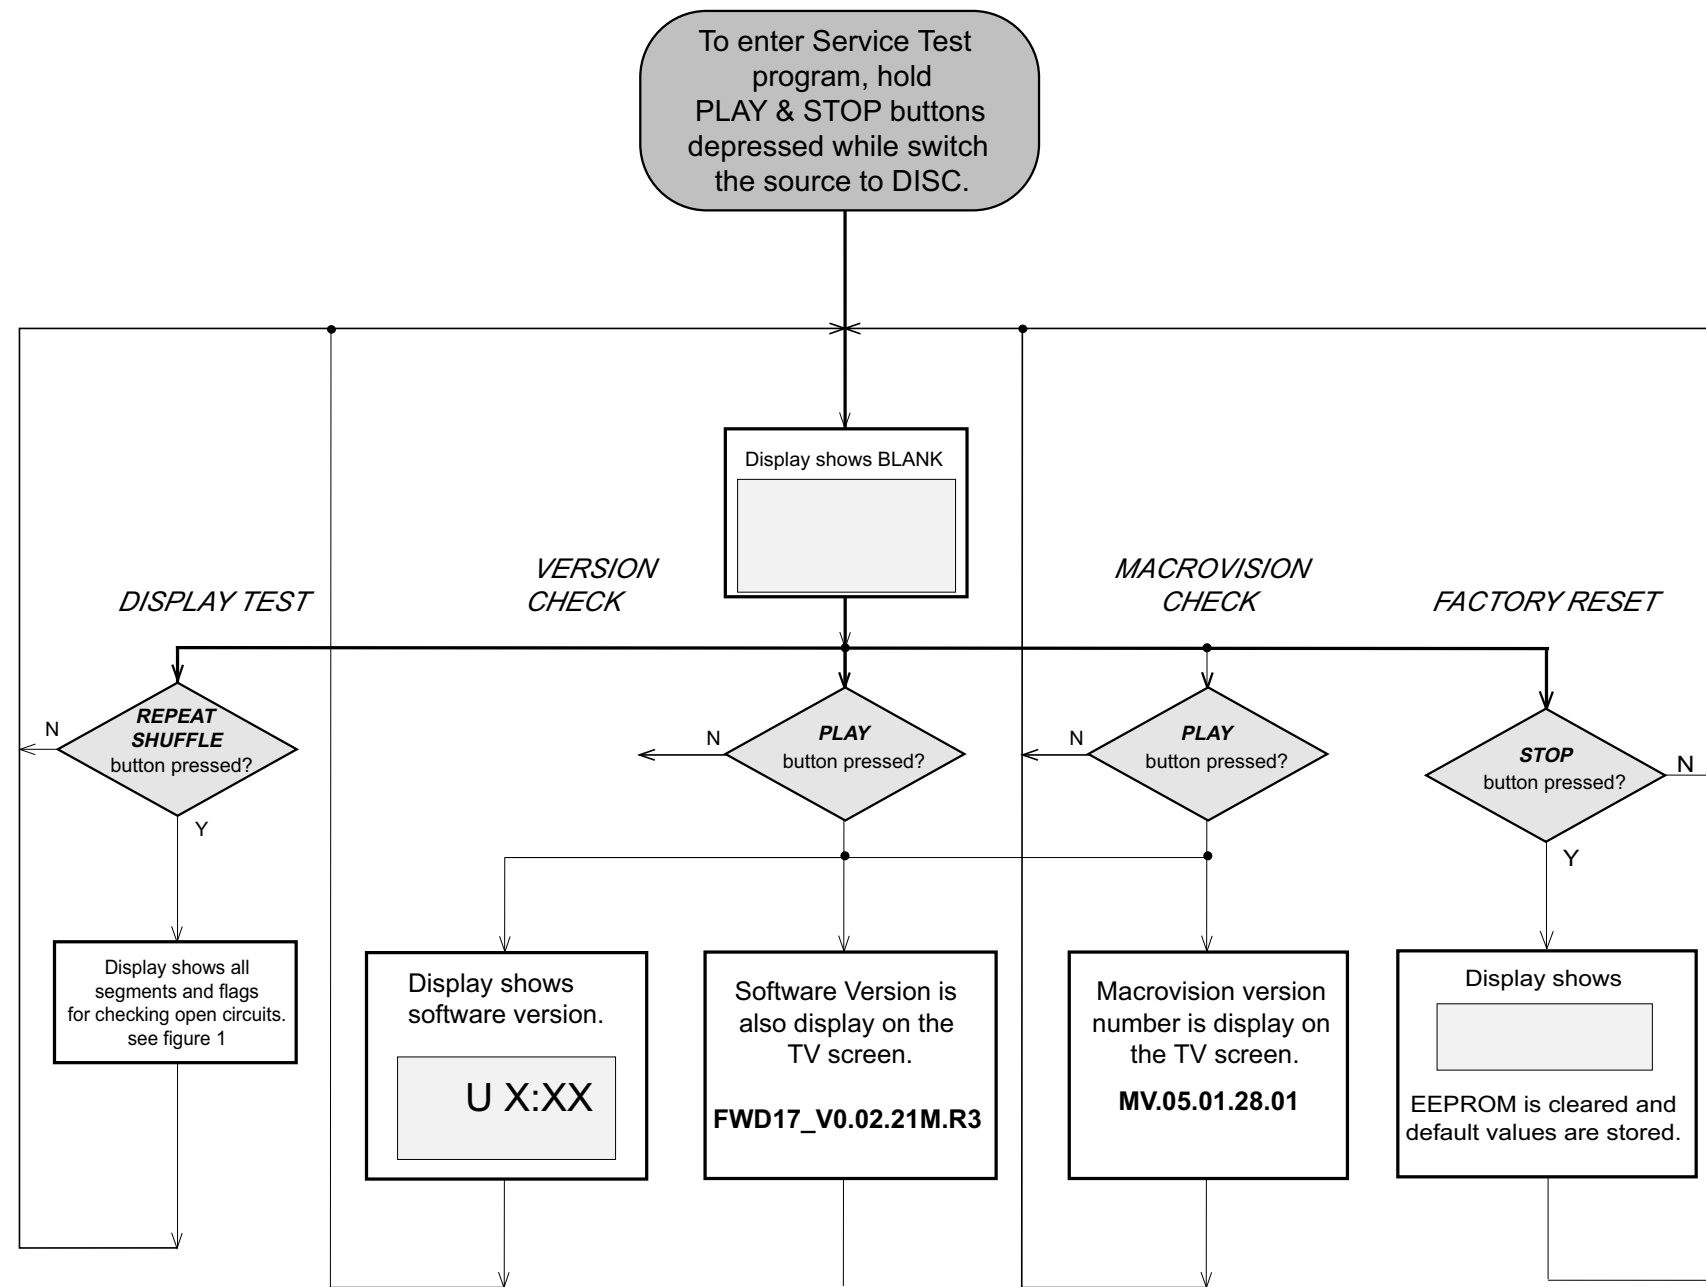 To enter Service Test
program, hold
PLAY & STOP buttons
depressed while switch
the source to DISC.
Display shows BLANK
DISPLAY TEST
VERSION
CHECK
MACROVISION
CHECK
FACTORY RESET
N
REPEAT
SHUFFLE
button pressed?
Y
N
PLAY
button pressed?
N
PLAY
button pressed?
STOP
button pressed?
N
Y
Display shows all
segments and flags
for checking open circuits.
see figure 1
Display shows
software version.
U X:XX
Software Version is
also display on the
TV screen.
FWD17_V0.02.21M.R3
Macrovision version
number is display on
the TV screen.
MV.05.01.28.01
Display shows
EEPROM is cleared and
default values are stored.